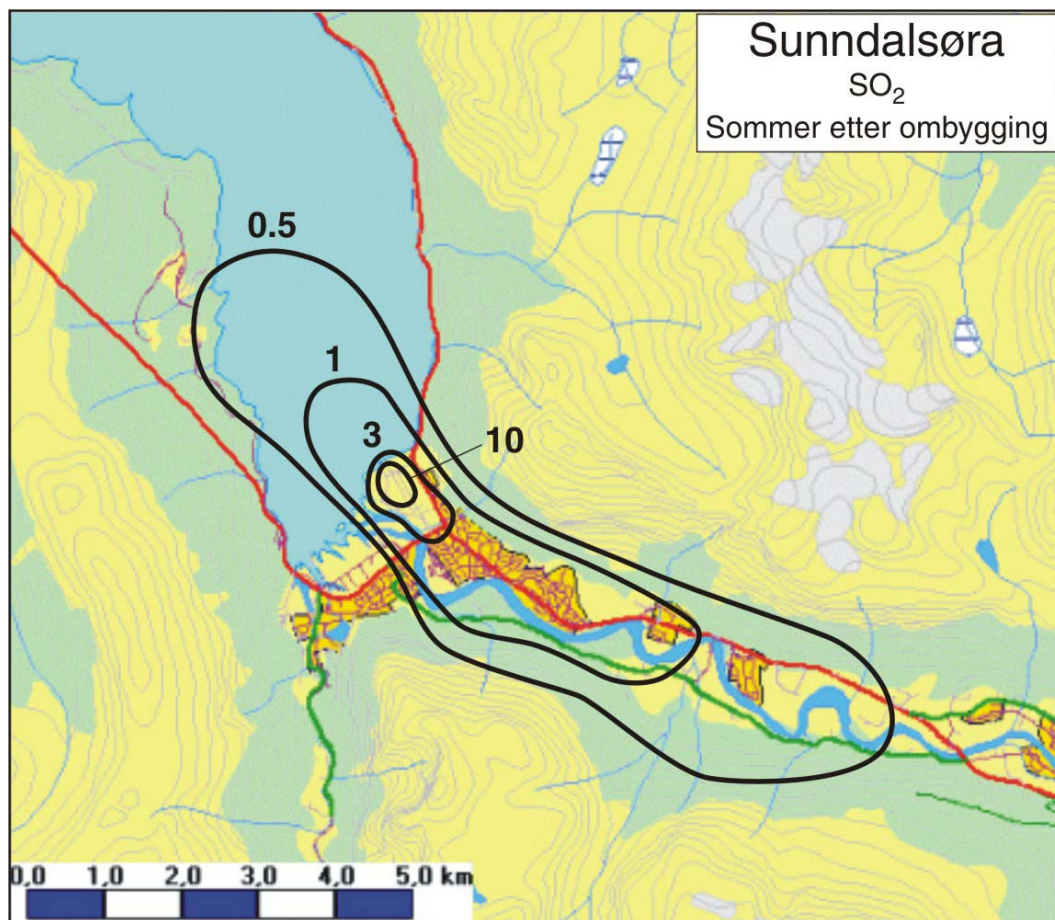 Sunndalsøra
SO₂
Sommer etter ombygging
0.5
1
3
10
0,0 1,0 2,0 3,0 4,0 5,0 km